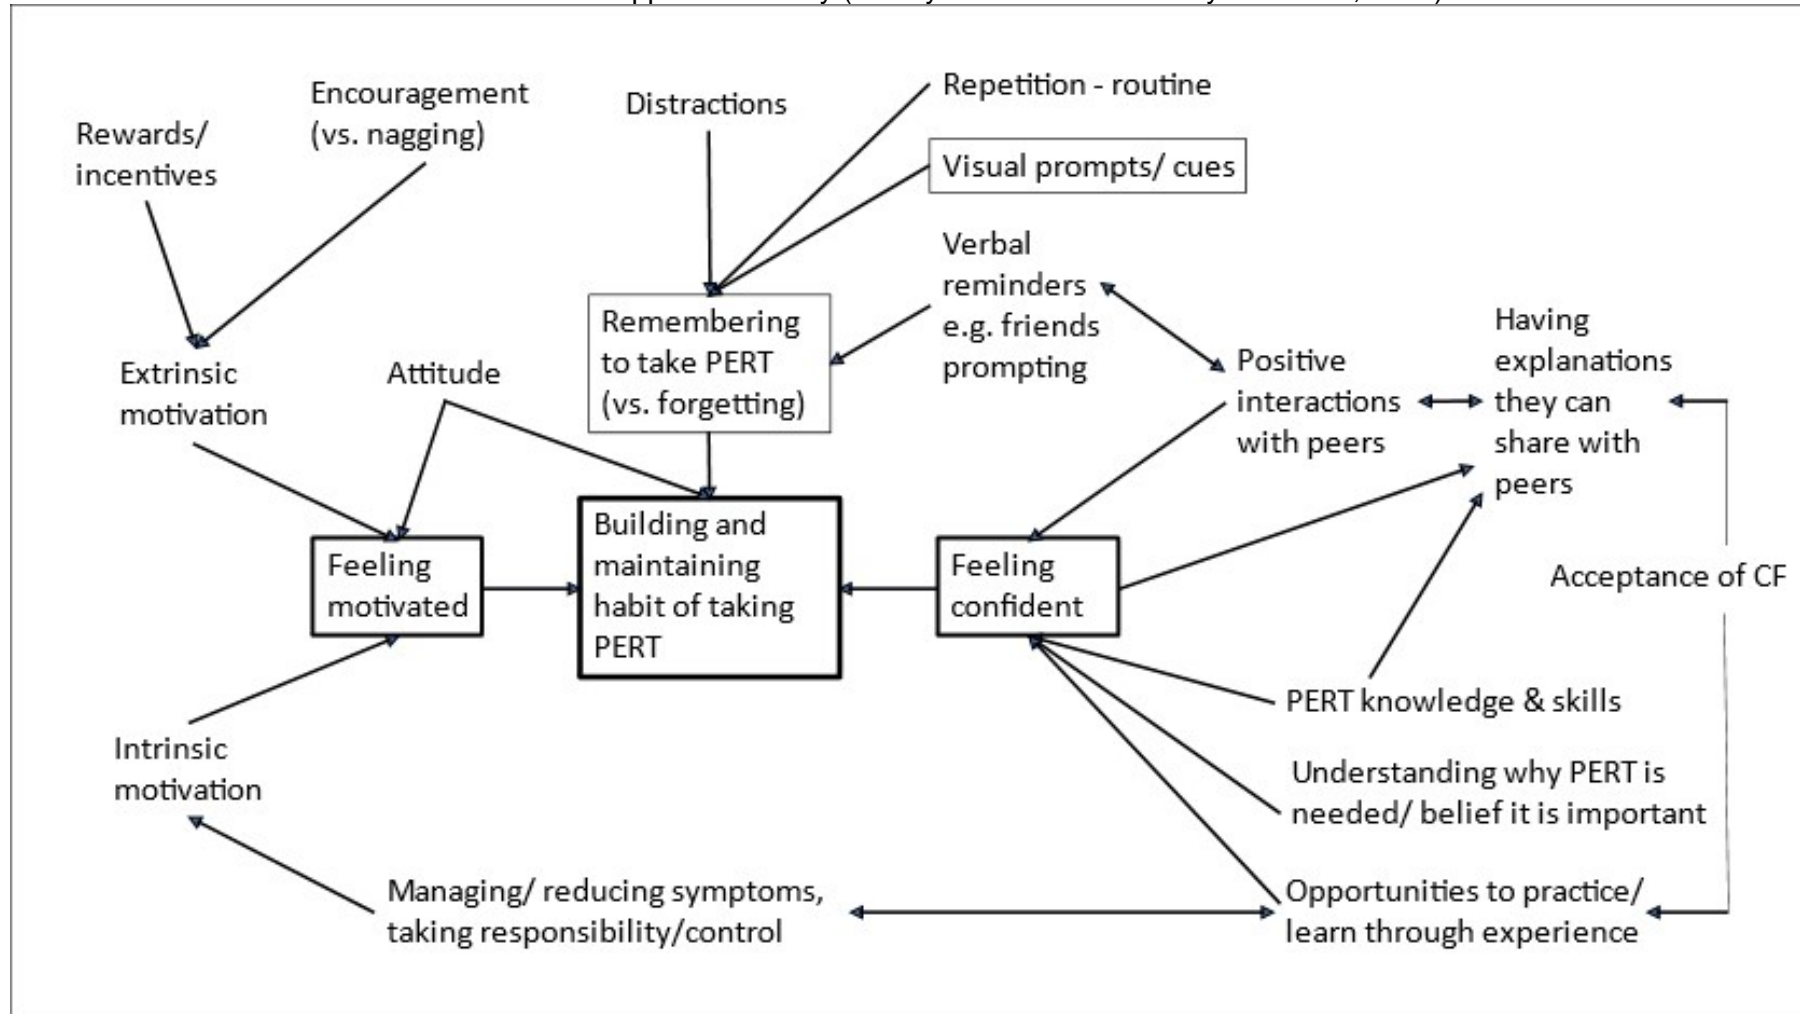 Rewards/
incentives
Encouragement
(vs. nagging)
Distractions
Repetition - routine
Visual prompts/ cues
Verbal
reminders
e.g. friends
prompting
Remembering
to take PERT
(vs. forgetting)
Extrinsic
motivation
Attitude
Positive
interactions
with peers
Having
explanations
they can
share with
peers
Feeling
motivated
Building and
maintaining
habit of taking
PERT
Feeling
confident
Acceptance of CF
PERT knowledge & skills
Intrinsic
motivation
Understanding why PERT is
needed/ belief it is important
Managing/ reducing symptoms,
taking responsibility/control
Opportunities to practice/
learn through experience